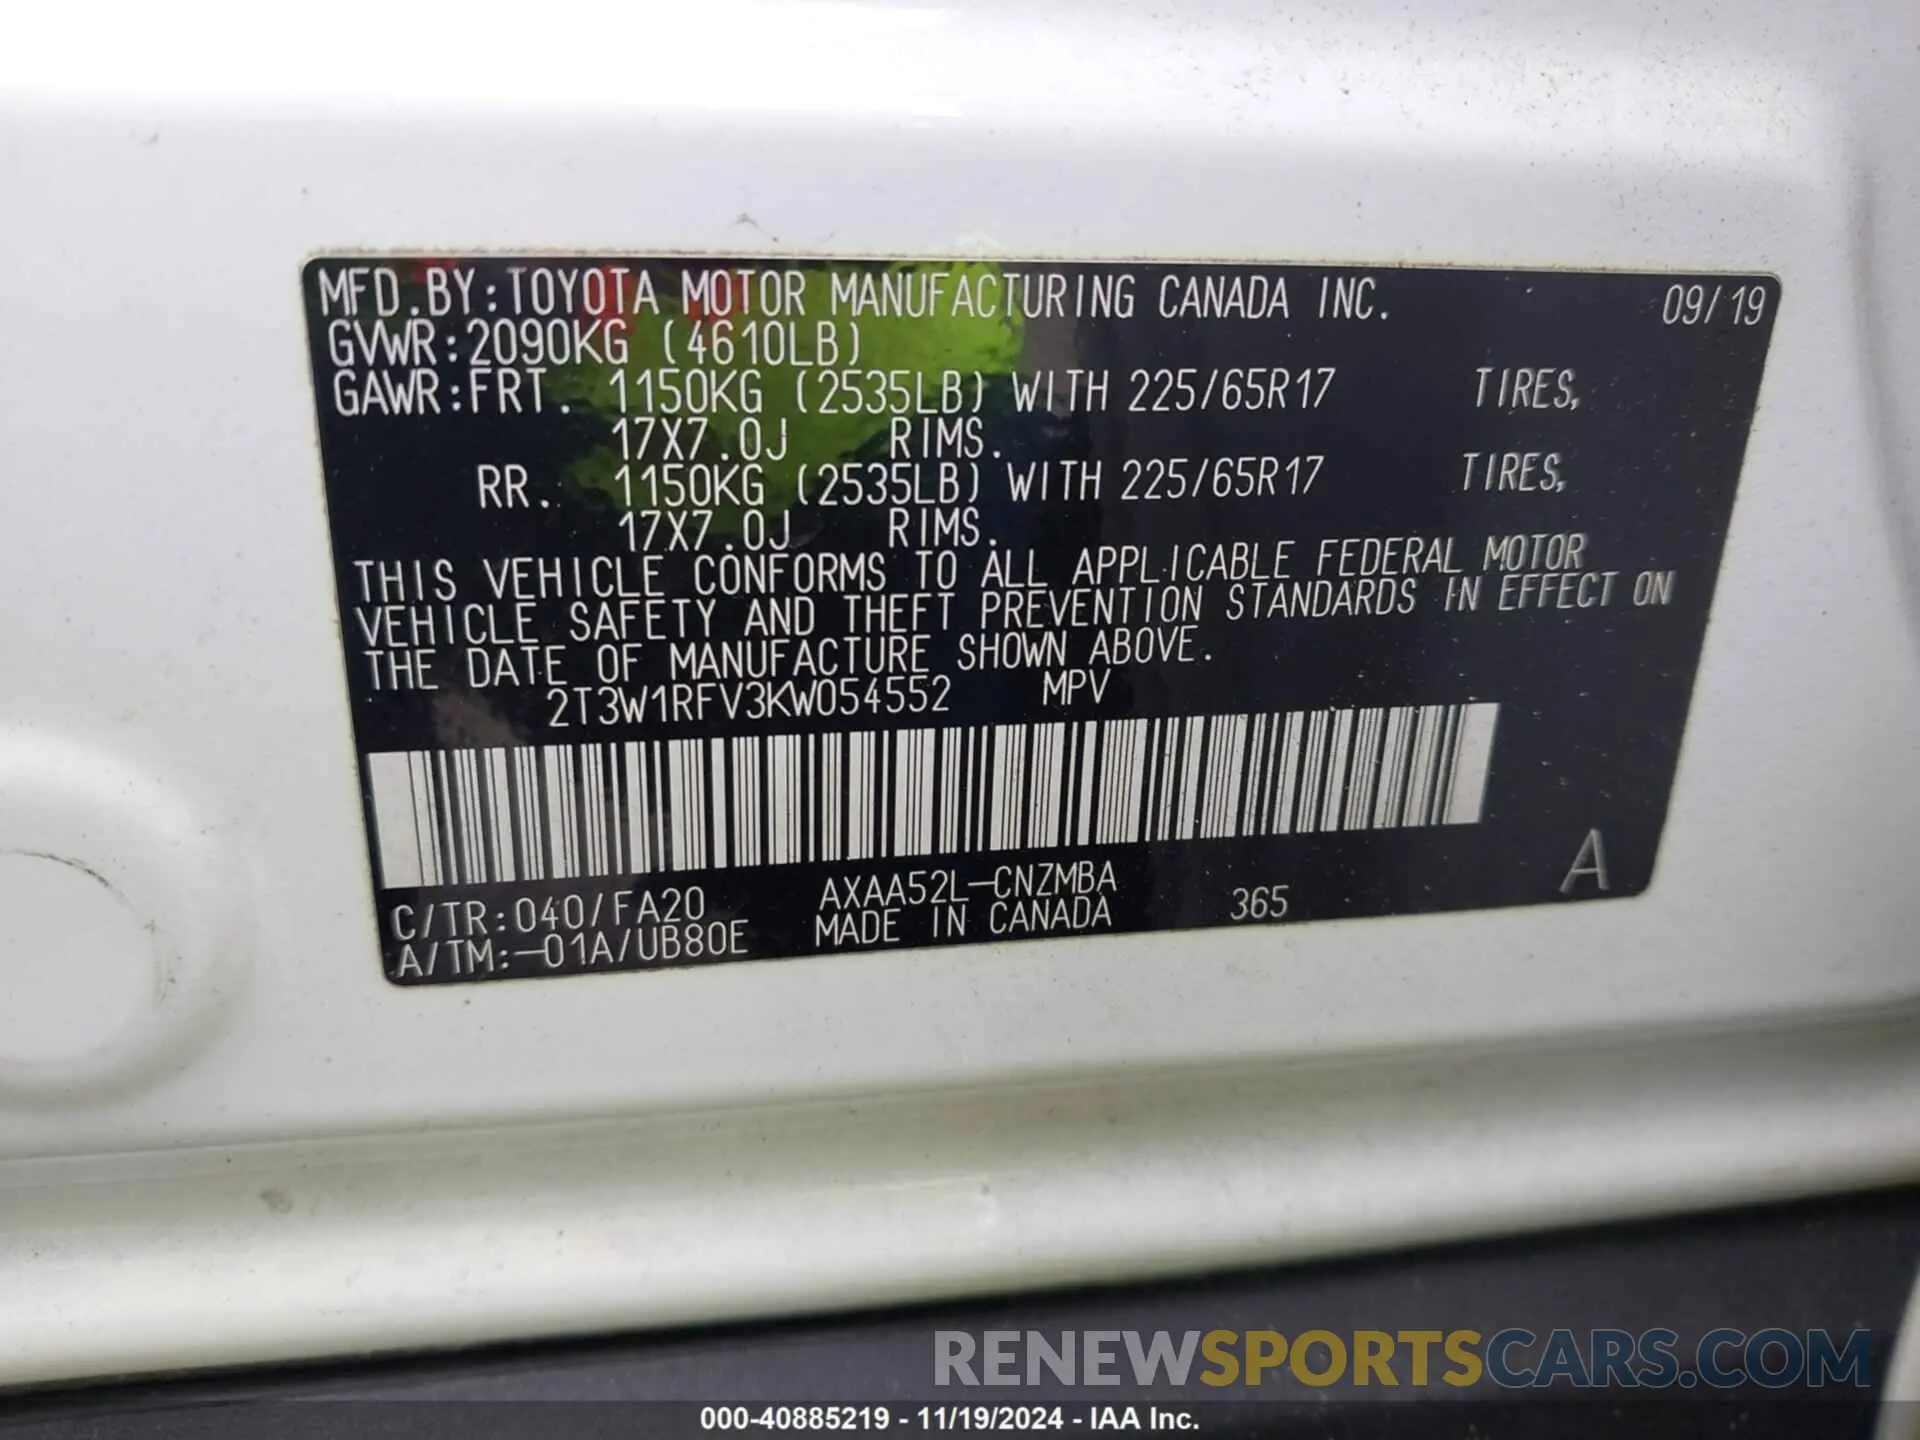 MFD.BY:TOYOTA MOTOR MANUFACTURING CANADA INC. 09/19
GVWR:2090KG (4610LB)
GAWR:FRT. 1150KG (2535LB) WITH 225/65R17 TIRES,
17X7.0J RIMS.
RR. 1150KG (2535LB) WITH 225/65R17 TIRES,
17X7.0J RIMS.
THIS VEHICLE CONFORMS TO ALL APPLICABLE FEDERAL MOTOR
VEHICLE SAFETY AND THEFT PREVENTION STANDARDS IN EFFECT ON
THE DATE OF MANUFACTURE SHOWN ABOVE.
2T3W1RFV3KW054552 MPV
C/TR:040/FA20 AXAA52L-CNZMBA
A/TM:-01A/UB80E MADE IN CANADA 365 A
RENEWSPORTSCARS.COM
000-40885219 - 11/19/2024 - IAA Inc.